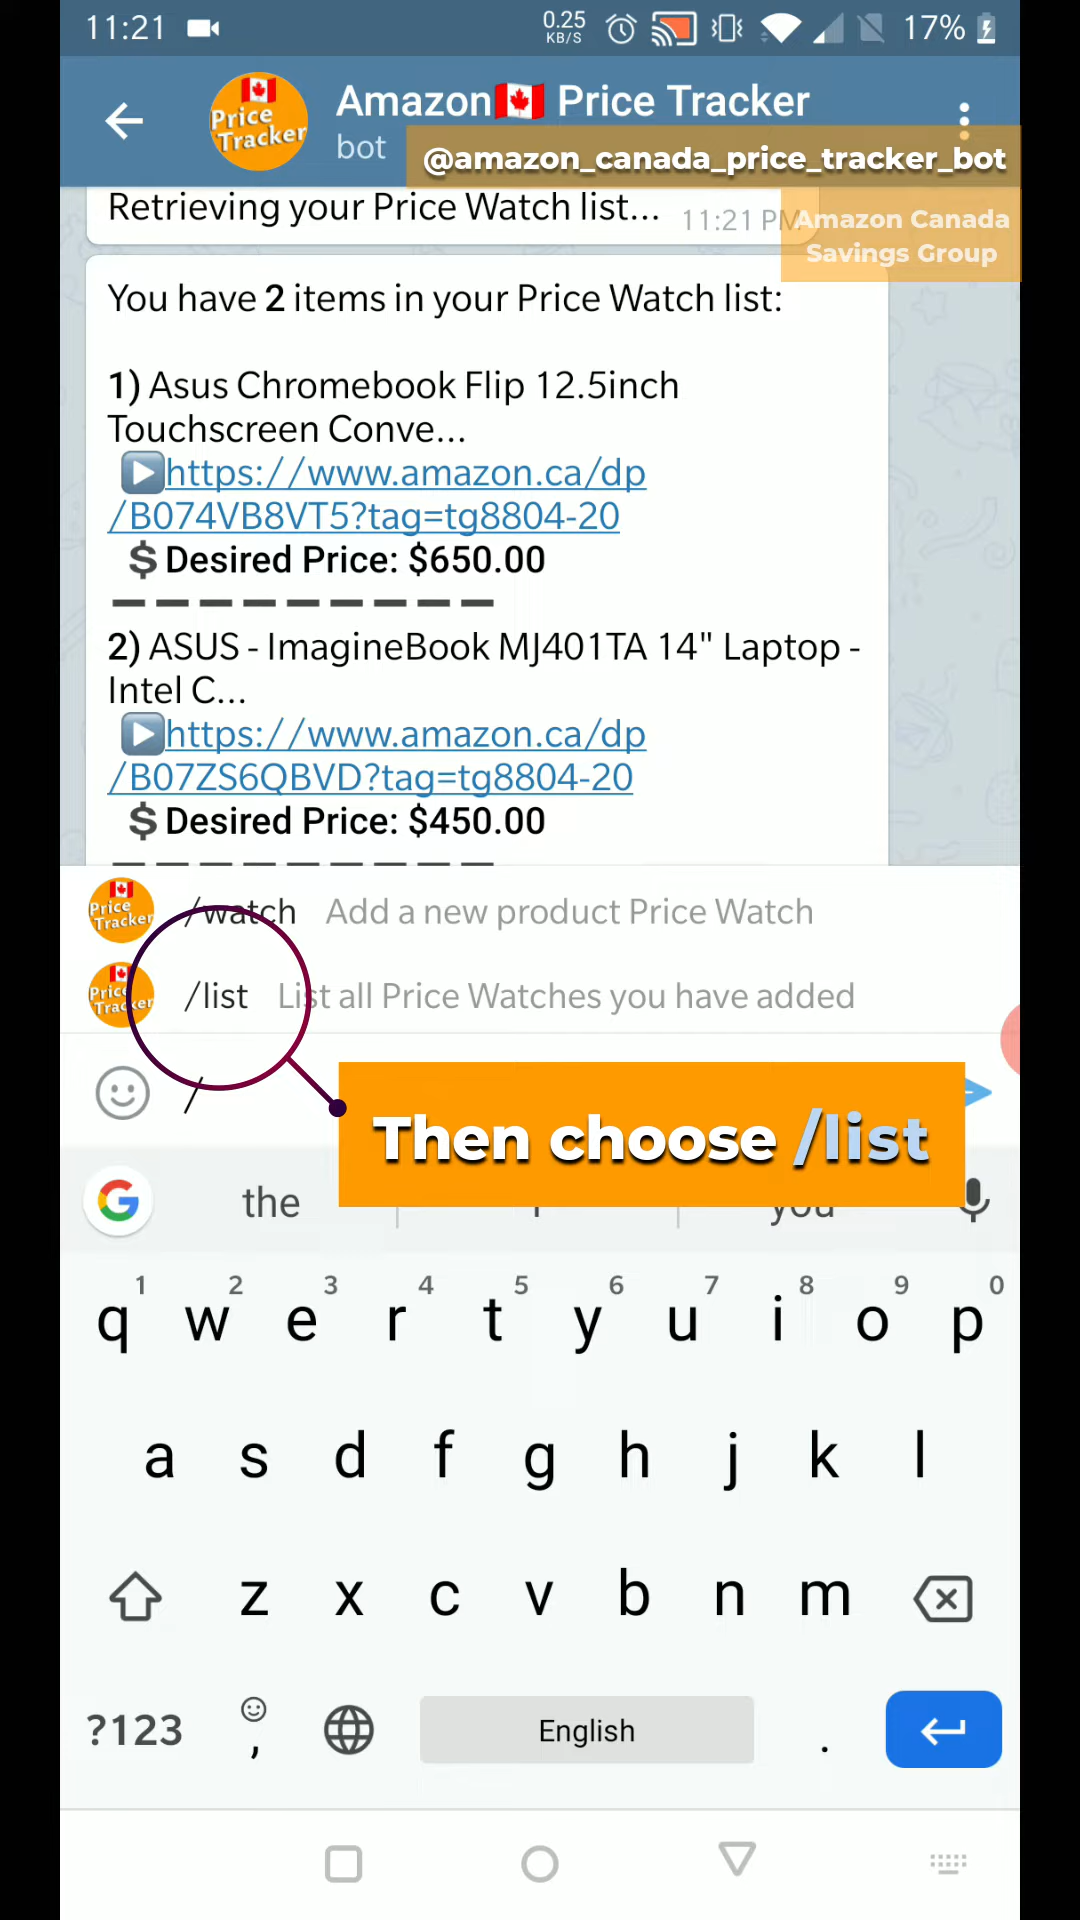 11:21
0.25
KB/S
17%
Price
Tracker
Amazon🇨🇦 Price Tracker
bot
@amazon_canada_price_tracker_bot
Retrieving your Price Watch list...
11:21 PM
Amazon Canada
Savings Group
You have 2 items in your Price Watch list:
1) Asus Chromebook Flip 12.5inch
Touchscreen Conve...
▶️https://www.amazon.ca/dp
/B074VB8VT5?tag=tg8804-20
💲Desired Price: $650.00
➖➖➖➖➖➖➖➖➖
2) ASUS - ImagineBook MJ401TA 14" Laptop -
Intel C...
▶️https://www.amazon.ca/dp
/B07ZS6QBVD?tag=tg8804-20
💲Desired Price: $450.00
➖➖➖➖➖➖➖➖➖
Price
Tracker
/watch Add a new product Price Watch
Price
Tracker
/list List all Price Watches you have added
/
Then choose /list
G
the
you
1 2 3 4 5 6 7 8 9 0
q w e r t y u i o p
a s d f g h j k l
z x c v b n m
?123 , English .